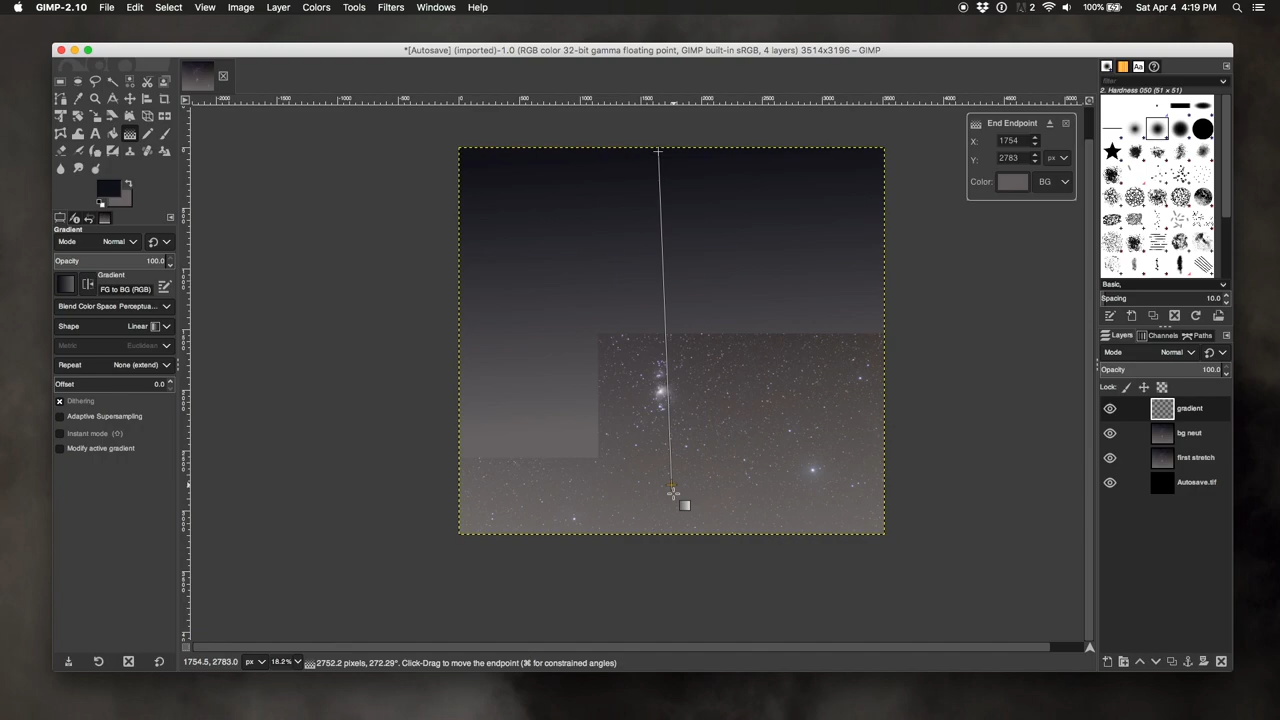 GIMP-2.10 File Edit Select View Image Layer Colors Tools Filters Windows Help 2 100% Sat Apr 4 4:19 PM
*[Autosave] (imported)-1.0 (RGB color 32-bit gamma floating point, GIMP built-in sRGB, 4 layers) 3514x3196 – GIMP
Aa
filter
2. Hardness 050 (51 × 51)
End Endpoint
X: 1754
Y: 2783 px
Color: BG
Gradient
Mode Normal
Opacity 100.0
Gradient
FG to BG (RGB)
Blend Color Space Perceptua...
Shape Linear
Metric Euclidean
Repeat None (extend)
Offset 0.0
Dithering
Adaptive Supersampling
Instant mode (⇧)
Modify active gradient
Basic,
Spacing 10.0
Layers Channels Paths
Mode Normal
Opacity 100.0
Lock:
gradient
bg neut
first stretch
Autosave.tif
1754.5, 2783.0 px 18.2% 2752.2 pixels, 272.29°. Click-Drag to move the endpoint (⌘ for constrained angles)